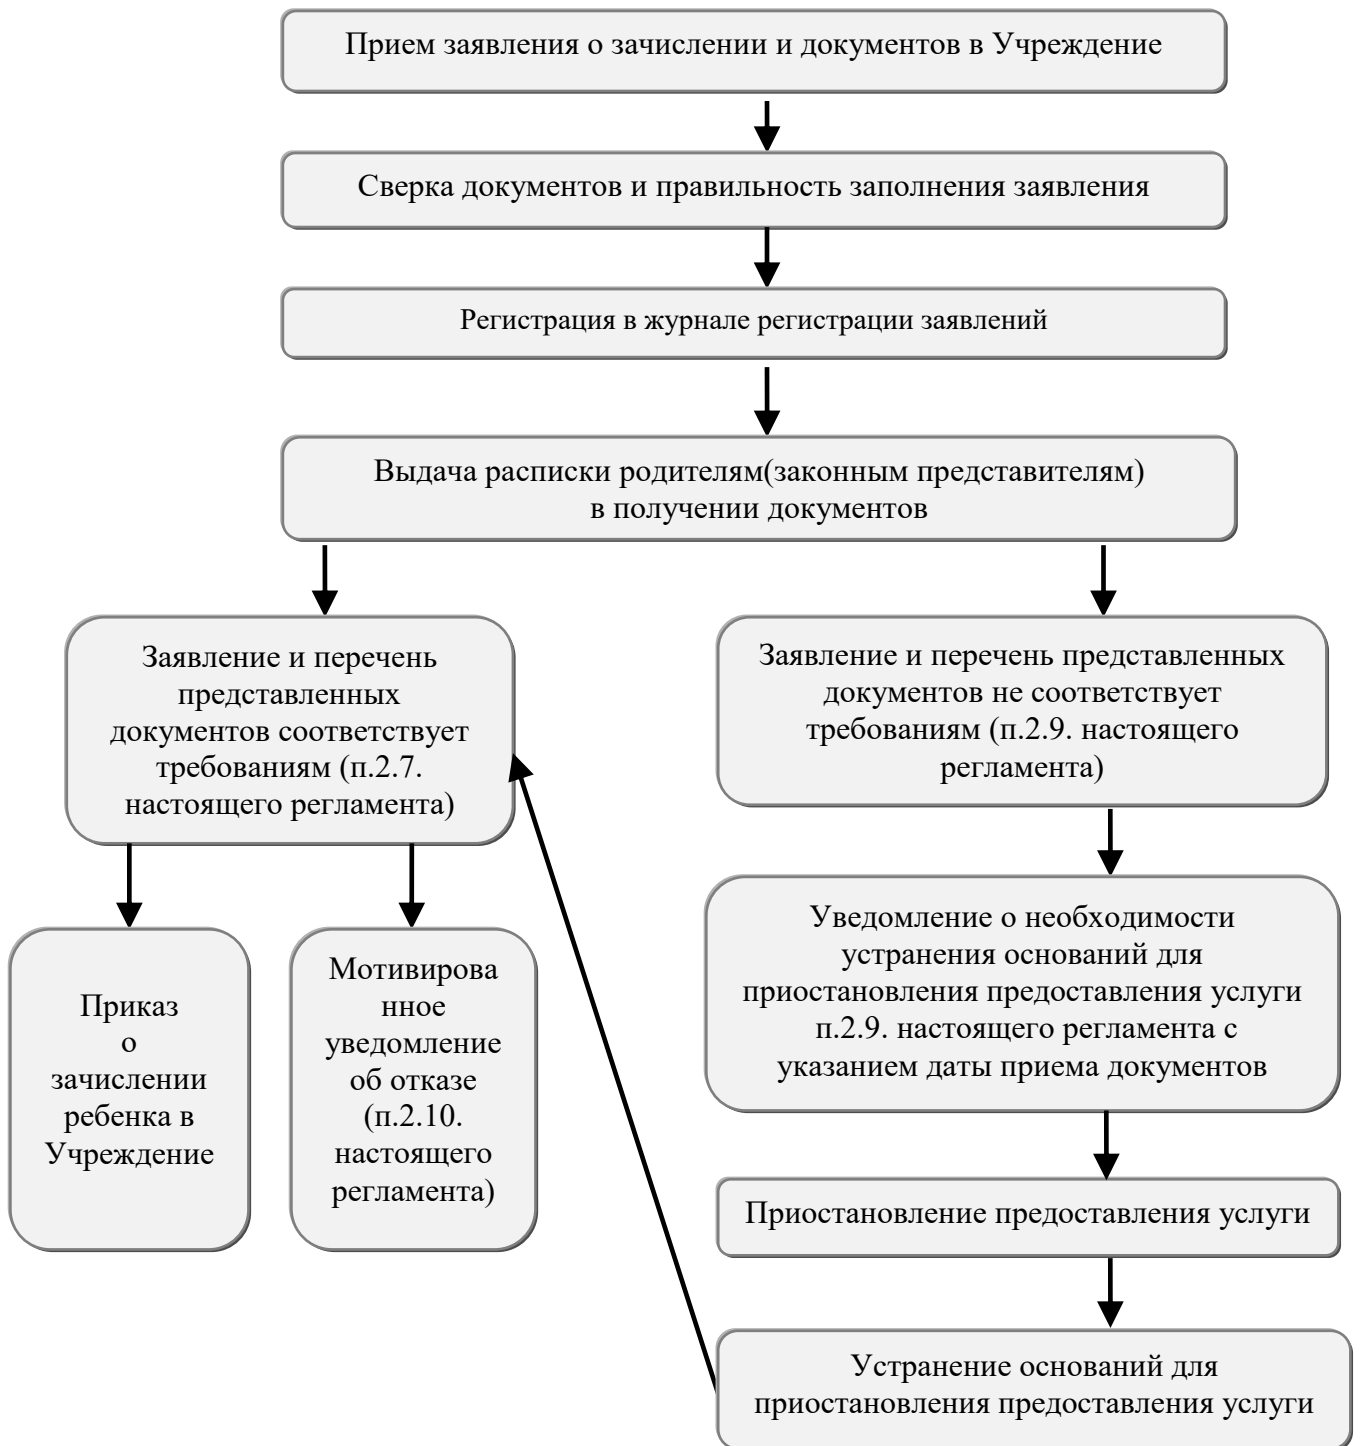 Прием заявления о зачислении и документов в Учреждение
Сверка документов и правильность заполнения заявления
Регистрация в журнале регистрации заявлений
Выдача расписки родителям(законным представителям)
в получении документов
Заявление и перечень
представленных
документов соответствует
требованиям (п.2.7.
настоящего регламента)
Заявление и перечень представленных
документов не соответствует
требованиям (п.2.9. настоящего
регламента)
Приказ
о
зачислении
ребенка в
Учреждение
Мотивирова
нное
уведомление
об отказе
(п.2.10.
настоящего
регламента)
Уведомление о необходимости
устранения оснований для
приостановления предоставления услуги
п.2.9. настоящего регламента с
указанием даты приема документов
Приостановление предоставления услуги
Устранение оснований для
приостановления предоставления услуги